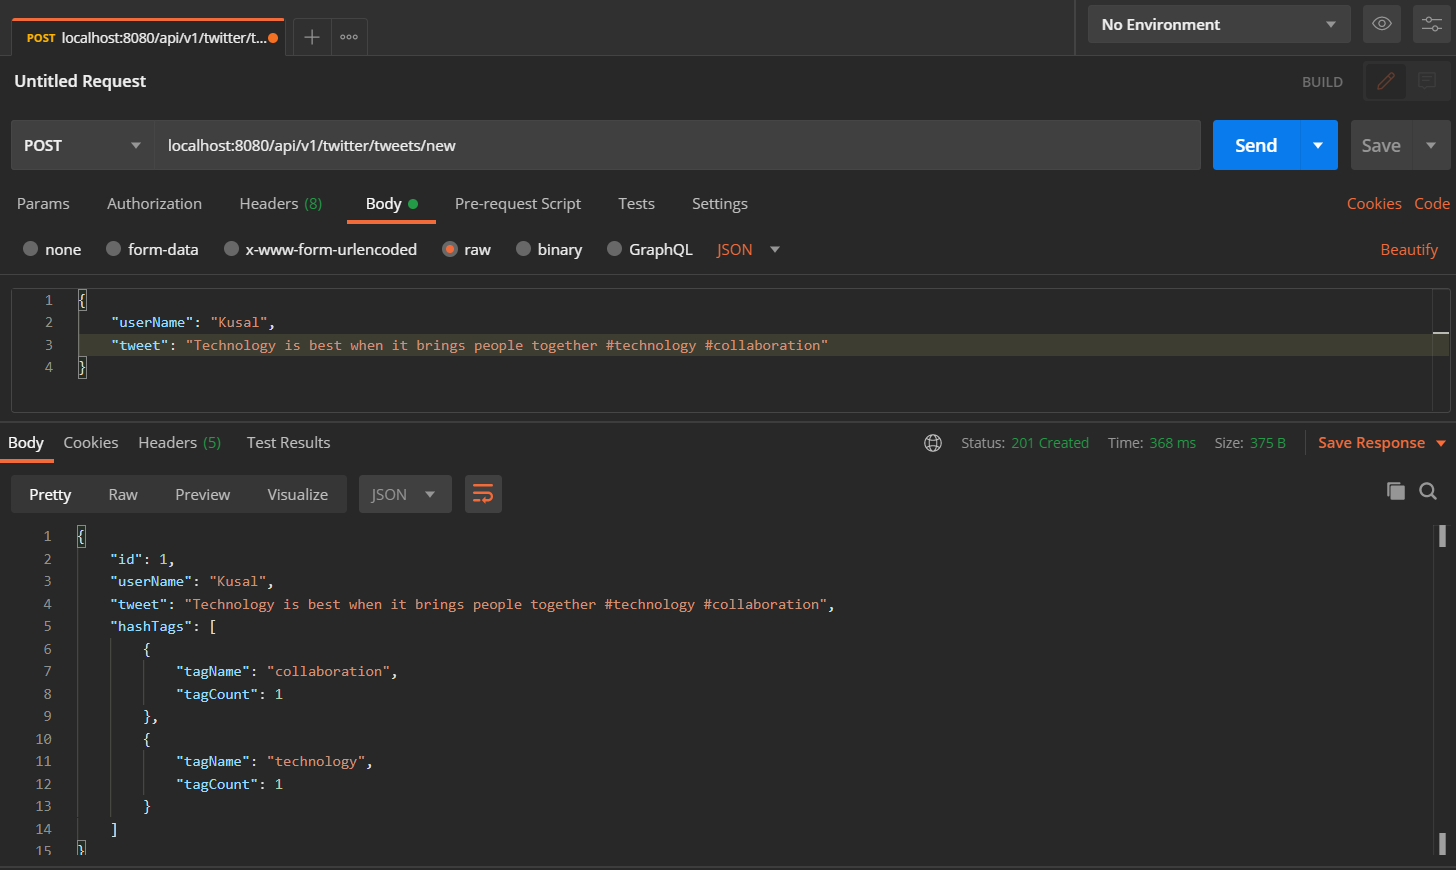 POST localhost:8080/api/v1/twitter/t...
No Environment
Untitled Request
BUILD
POST localhost:8080/api/v1/twitter/tweets/new Send Save
Params Authorization Headers (8) Body Pre-request Script Tests Settings Cookies Code
none form-data x-www-form-urlencoded raw binary GraphQL JSON Beautify
1 {
2 "userName": "Kusal",
3 "tweet": "Technology is best when it brings people together #technology #collaboration"
4 }
Body Cookies Headers (5) Test Results Status: 201 Created Time: 368 ms Size: 375 B Save Response
Pretty Raw Preview Visualize JSON
1 {
2 "id": 1,
3 "userName": "Kusal",
4 "tweet": "Technology is best when it brings people together #technology #collaboration",
5 "hashTags": [
6 {
7 "tagName": "collaboration",
8 "tagCount": 1
9 },
10 {
11 "tagName": "technology",
12 "tagCount": 1
13 }
14 ]
15 }